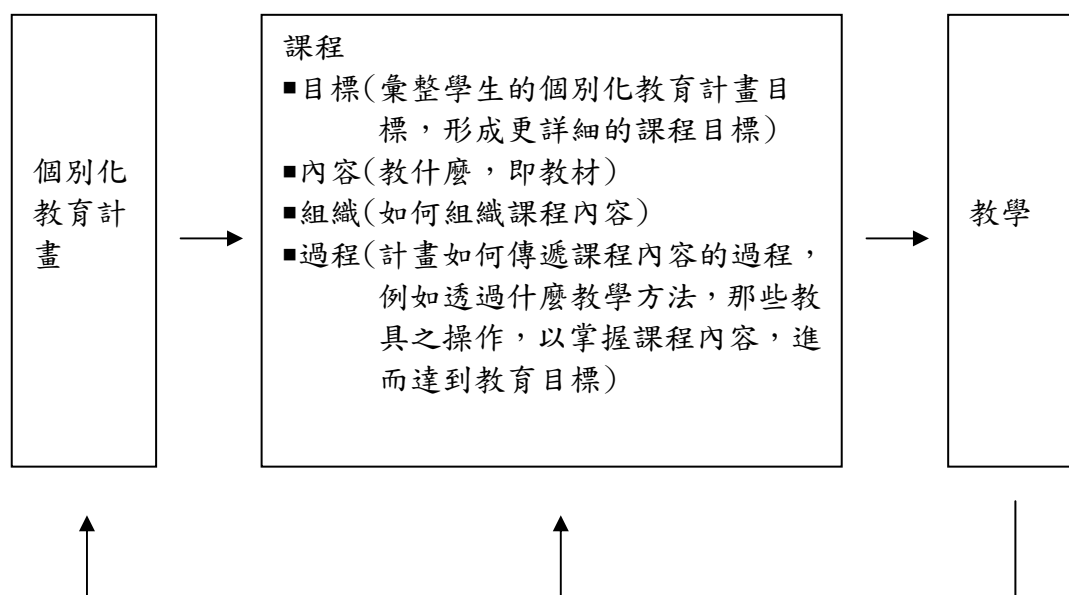 個別化
教育計
畫
課程
▪目標(彙整學生的個別化教育計畫目
標，形成更詳細的課程目標)
▪內容(教什麼，即教材)
▪組織(如何組織課程內容)
▪過程(計畫如何傳遞課程內容的過程，
例如透過什麼教學方法，那些教
具之操作，以掌握課程內容，進
而達到教育目標)
教學